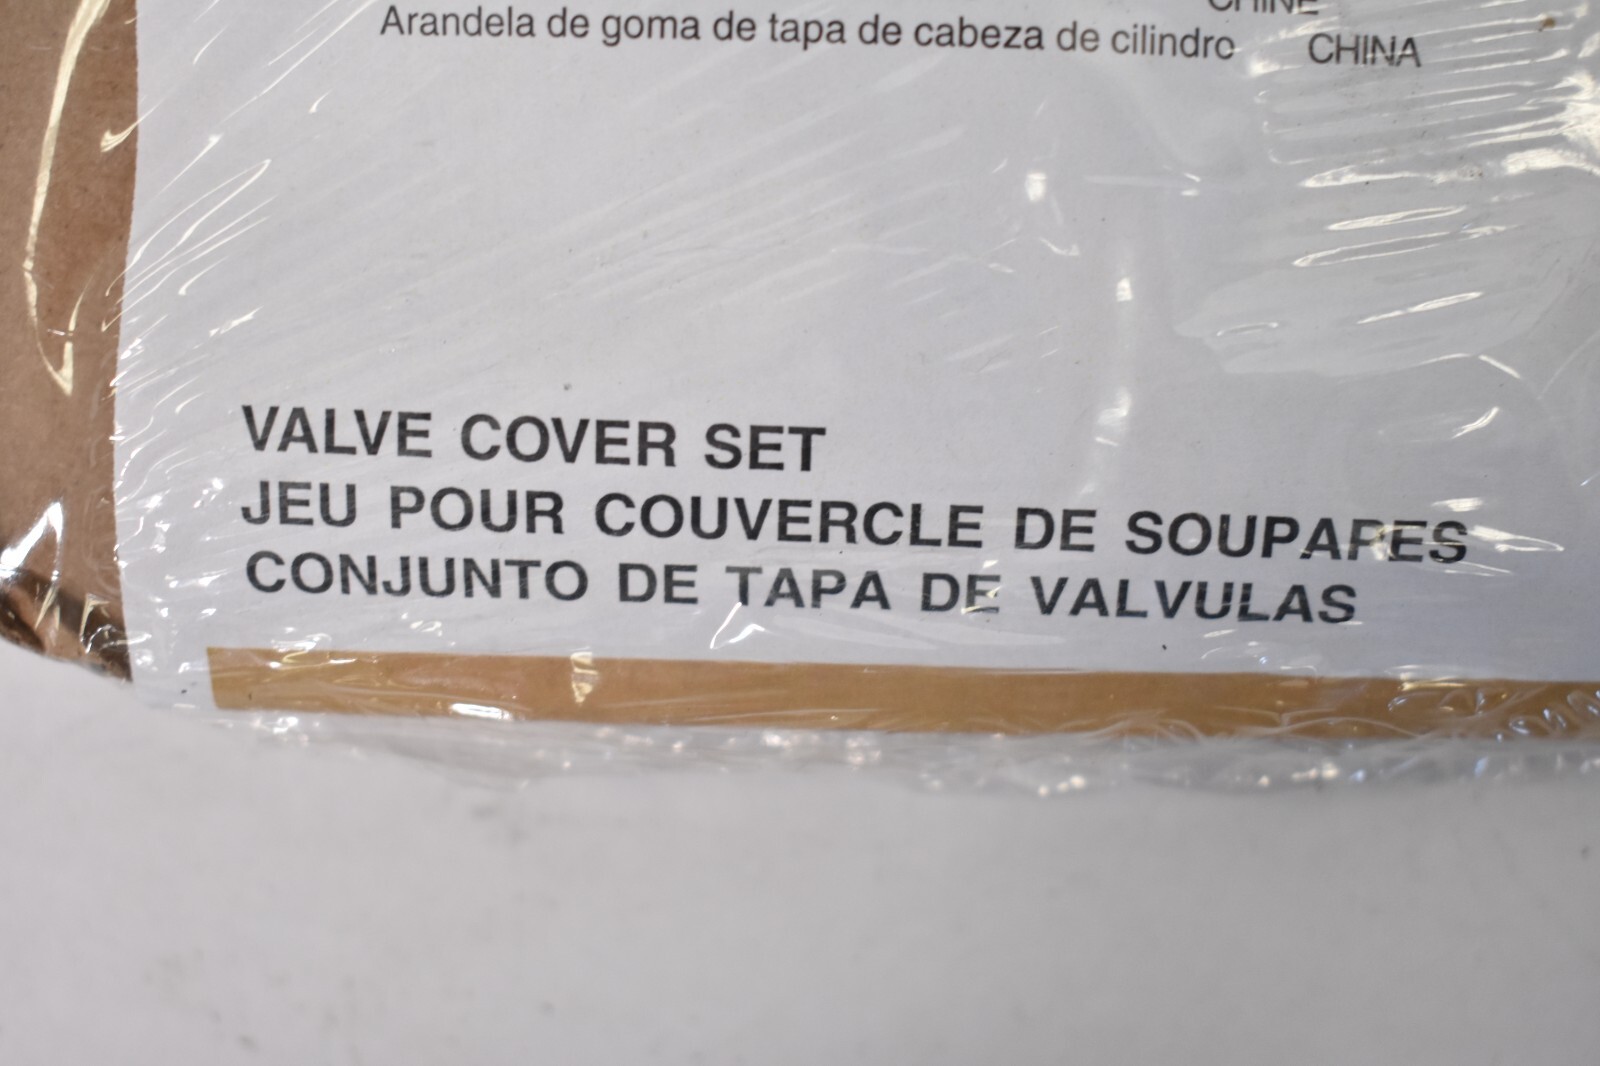 CHINE
Arandela de goma de tapa de cabeza de cilindro CHINA
VALVE COVER SET
JEU POUR COUVERCLE DE SOUPAPES
CONJUNTO DE TAPA DE VALVULAS